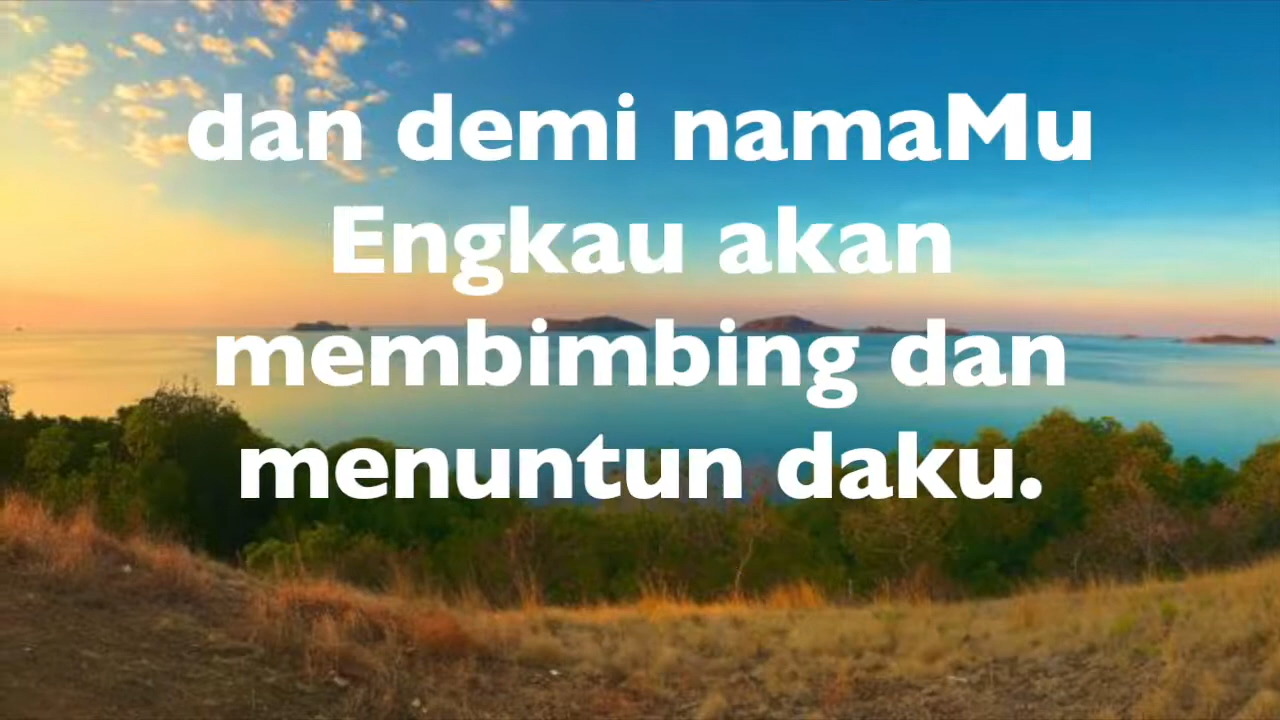 dan demi namaMu
Engkau akan
membimbing dan
menuntun daku.